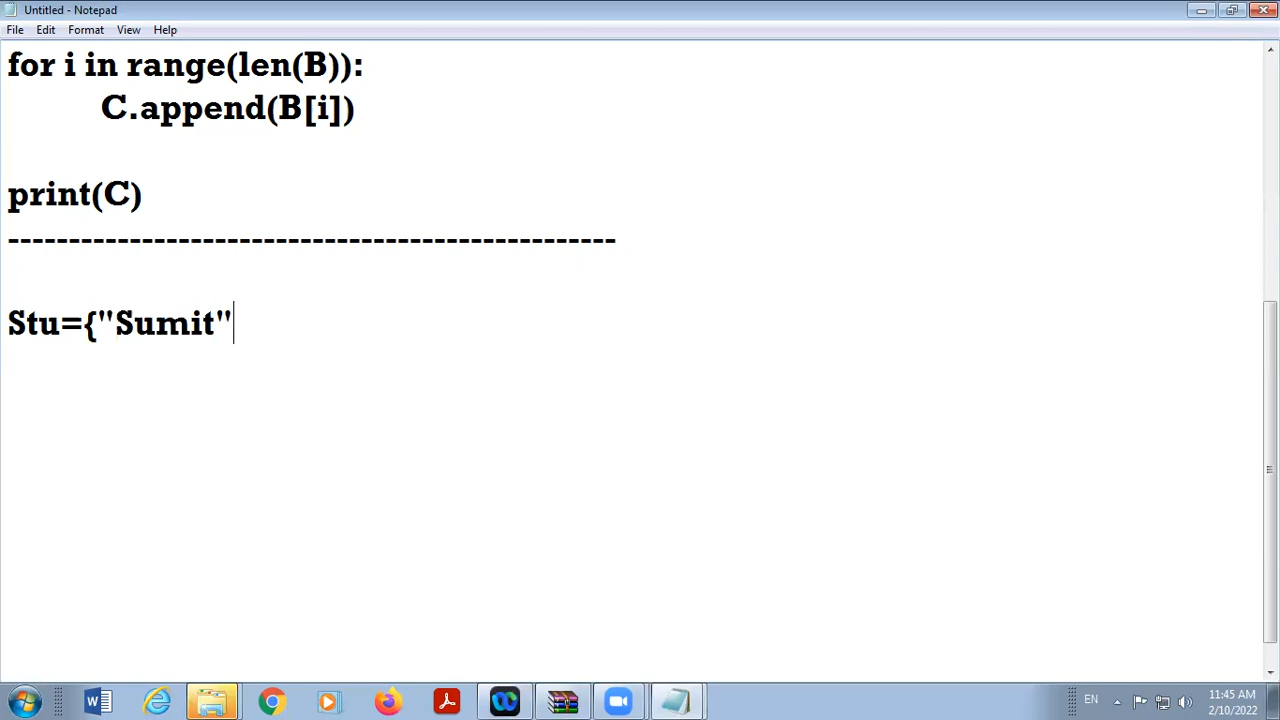 Untitled - Notepad
File Edit Format View Help
for i in range(len(B)):
C.append(B[i])
print(C)
--------------------------------------------------
Stu={"Sumit"
EN
11:45 AM
2/10/2022